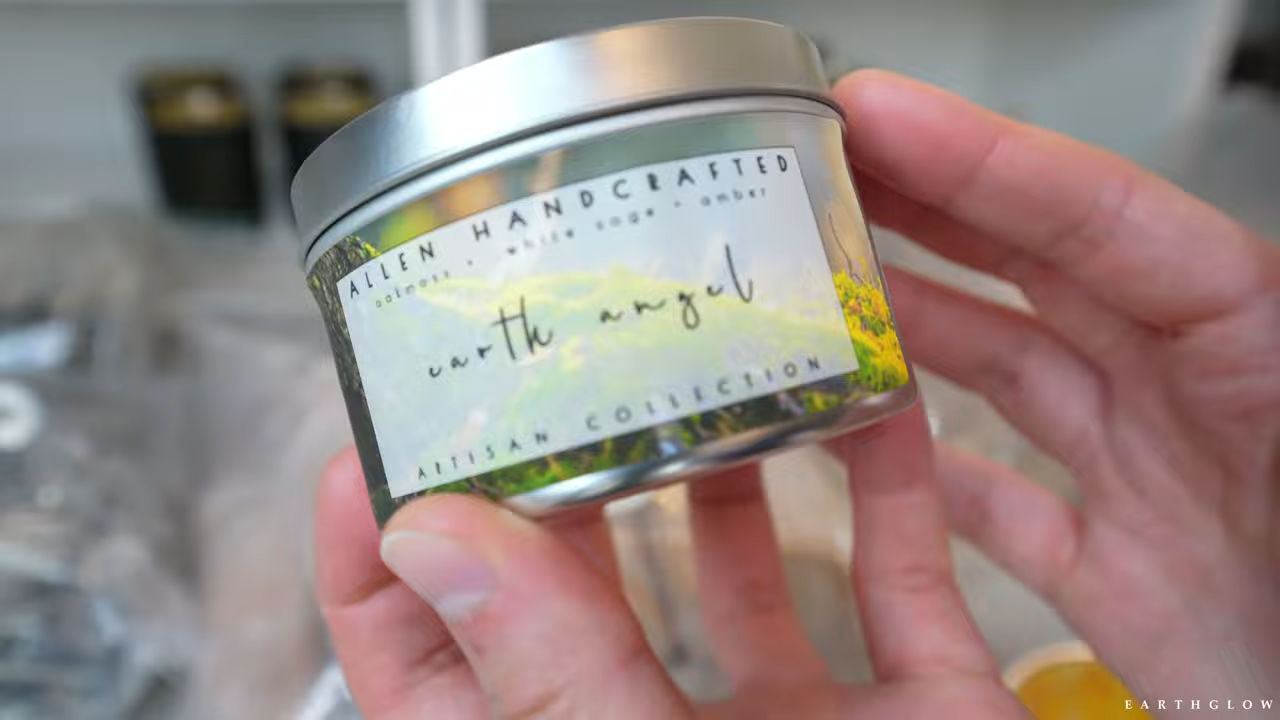 ALLEN HANDCRAFTED
oakmoss • white sage • amber
earth angel
ARTISAN COLLECTION
EARTHGLOW